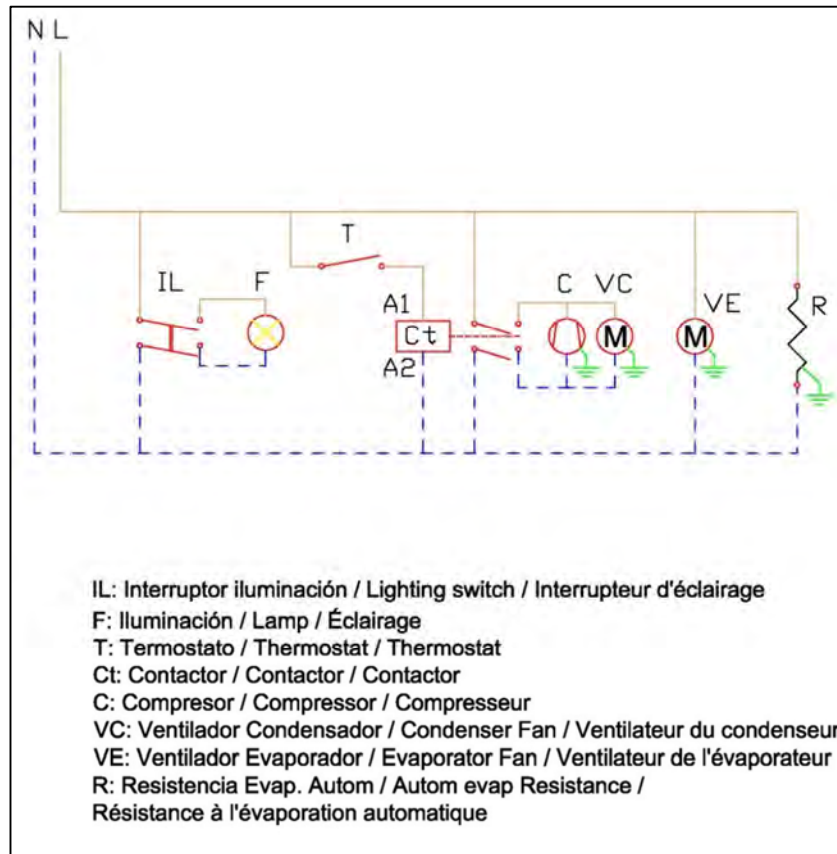 N L
T
IL F C VC
A1 VE R
Ct M M
A2
IL: Interruptor iluminación / Lighting switch / Interrupteur d'éclairage
F: Iluminación / Lamp / Éclairage
T: Termostato / Thermostat / Thermostat
Ct: Contactor / Contactor / Contactor
C: Compresor / Compressor / Compresseur
VC: Ventilador Condensador / Condenser Fan / Ventilateur du condenseur
VE: Ventilador Evaporador / Evaporator Fan / Ventilateur de l'évaporateur
R: Resistencia Evap. Autom / Autom evap Resistance /
Résistance à l'évaporation automatique